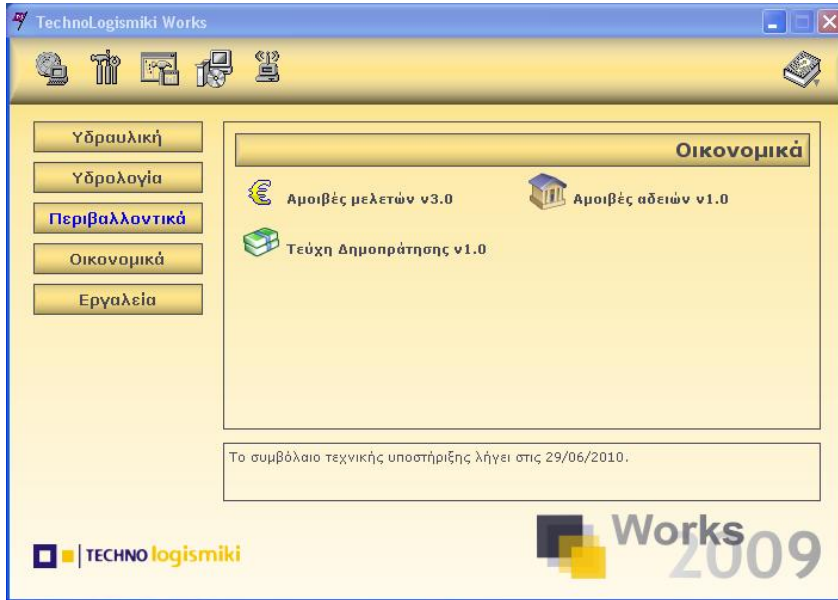 TechnoLogismiki Works
Υδραυλική
Υδρολογία
Περιβαλλοντικά
Οικονομικά
Εργαλεία
Οικονομικά
Αμοιβές μελετών v3.0
Αμοιβές αδειών v1.0
Τεύχη Δημοπράτησης v1.0
Το συμβόλαιο τεχνικής υποστήριξης λήγει στις 29/06/2010.
TECHNO logismiki
Works
2009